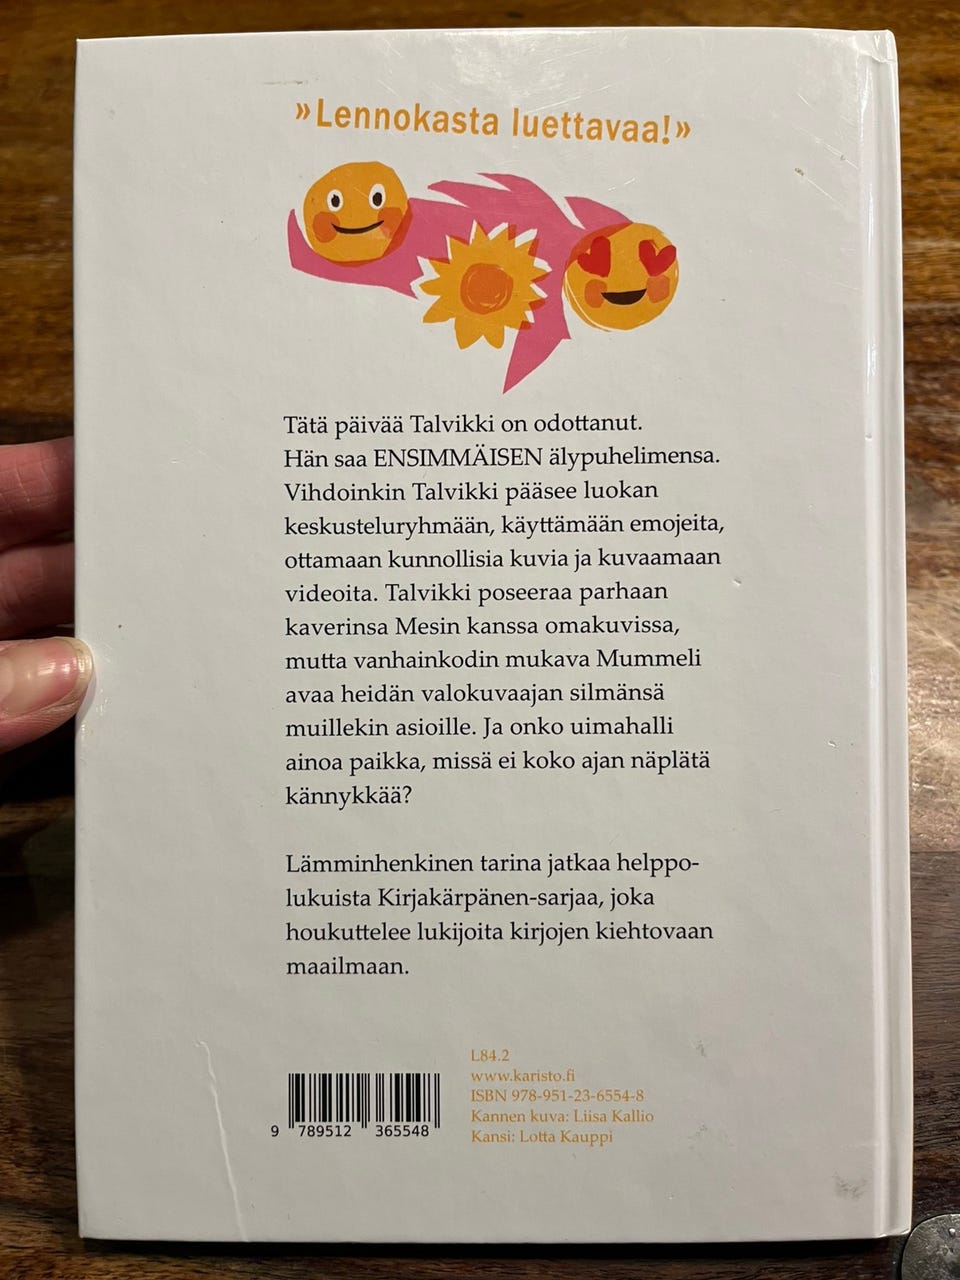 »Lennokasta luettavaa!»
Tätä päivää Talvikki on odottanut.
Hän saa ENSIMMÄISEN älypuhelimensa.
Vihdoinkin Talvikki pääsee luokan
keskusteluryhmään, käyttämään emojeita,
ottamaan kunnollisia kuvia ja kuvaamaan
videoita. Talvikki poseeraa parhaan
kaverinsa Mesin kanssa omakuvissa,
mutta vanhainkodin mukava Mummeli
avaa heidän valokuvaajan silmänsä
muillekin asioille. Ja onko uimahalli
ainoa paikka, missä ei koko ajan näplätä
kännykkää?
Lämminhenkinen tarina jatkaa helppo-
lukuista Kirjakärpänen-sarjaa, joka
houkuttelee lukijoita kirjojen kiehtovaan
maailmaan.
L84.2
www.karisto.fi
ISBN 978-951-23-6554-8
Kannen kuva: Liisa Kallio
Kansi: Lotta Kauppi
9 789512 365548